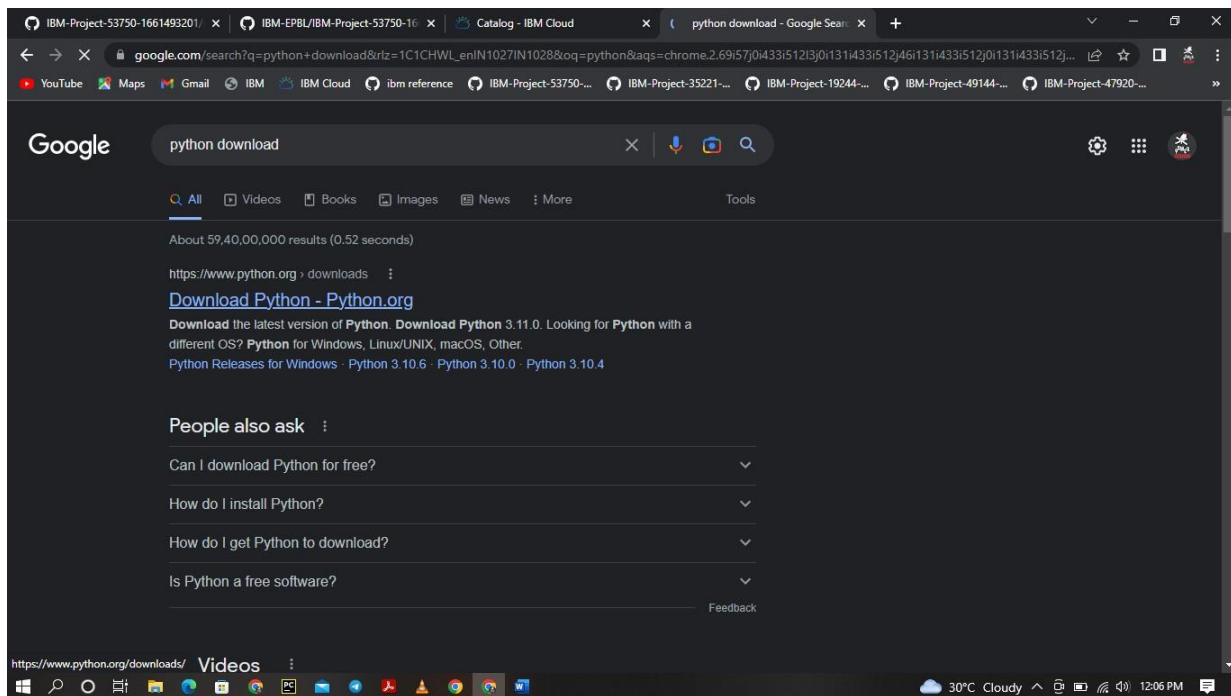 IBM-Project-53750-1661493201/
IBM-EPBL/IBM-Project-53750-16
Catalog - IBM Cloud
python download - Google Sear
google.com/search?q=python+download&rlz=1C1CHWL_enIN1027IN1028&oq=python&aqs=chrome.2.69i57j0i433i512l3j0i131i433i512j46i131i433i512j0i131i433i512j...
YouTube Maps Gmail IBM IBM Cloud ibm reference IBM-Project-53750-... IBM-Project-35221-... IBM-Project-19244-... IBM-Project-49144-... IBM-Project-47920-... »
Google
python download
All Videos Books Images News More Tools
About 59,40,00,000 results (0.52 seconds)
https://www.python.org › downloads
Download Python - Python.org
Download the latest version of Python. Download Python 3.11.0. Looking for Python with a
different OS? Python for Windows, Linux/UNIX, macOS, Other.
Python Releases for Windows · Python 3.10.6 · Python 3.10.0 · Python 3.10.4
People also ask
Can I download Python for free?
How do I install Python?
How do I get Python to download?
Is Python a free software?
Feedback
https://www.python.org/downloads/
Videos
PC
30°C Cloudy 12:06 PM